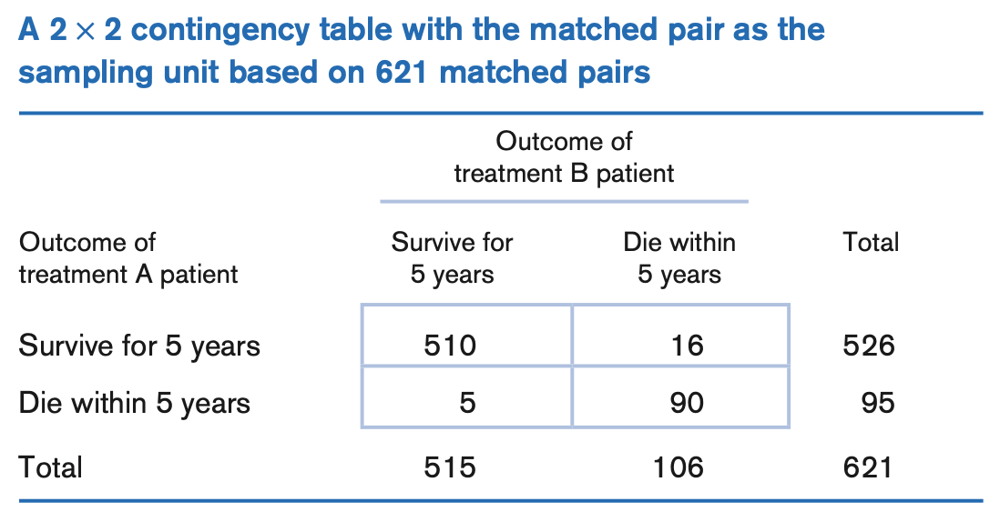 A 2 × 2 contingency table with the matched pair as the
sampling unit based on 621 matched pairs
Outcome of
treatment B patient
Outcome of
treatment A patient
Survive for
5 years
Die within
5 years
Total
Survive for 5 years 510 16 526
Die within 5 years 5 90 95
Total 515 106 621